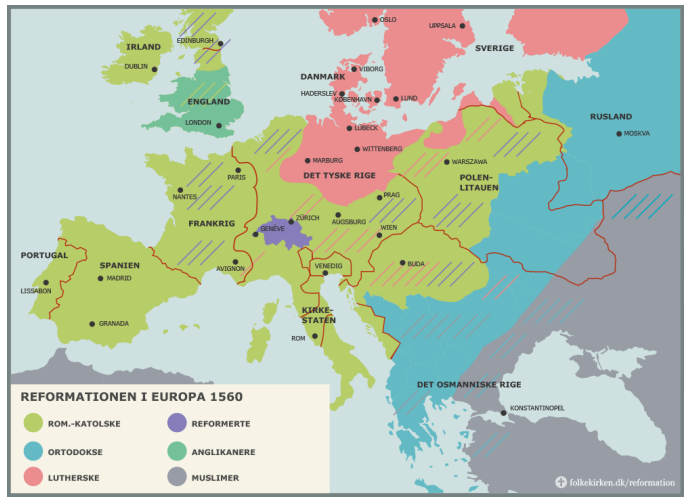 OSLO
UPPSALA
IRLAND
EDINBURGH
SVERIGE
DUBLIN
DANMARK
VIBORG
HADERSLEV
KØBENHAVN
LUND
ENGLAND
LONDON
RUSLAND
LÜBECK
MOSKVA
WITTENBERG
MARBURG
WARSZAWA
DET TYSKE RIGE
PARIS
POLEN-
LITAUEN
NANTES
PRAG
FRANKRIG
ZÜRICH
AUGSBURG
GENÉVE
WIEN
PORTUGAL
SPANIEN
AVIGNON
VENEDIG
BUDA
MADRID
LISSABON
KIRKE-
STATEN
GRANADA
ROM
DET OSMANNISKE RIGE
KONSTANTINOPEL
REFORMATIONEN I EUROPA 1560
ROM.-KATOLSKE
REFORMERTE
ORTODOKSE
ANGLIKANERE
LUTHERSKE
MUSLIMER
folkekirken.dk/reformation